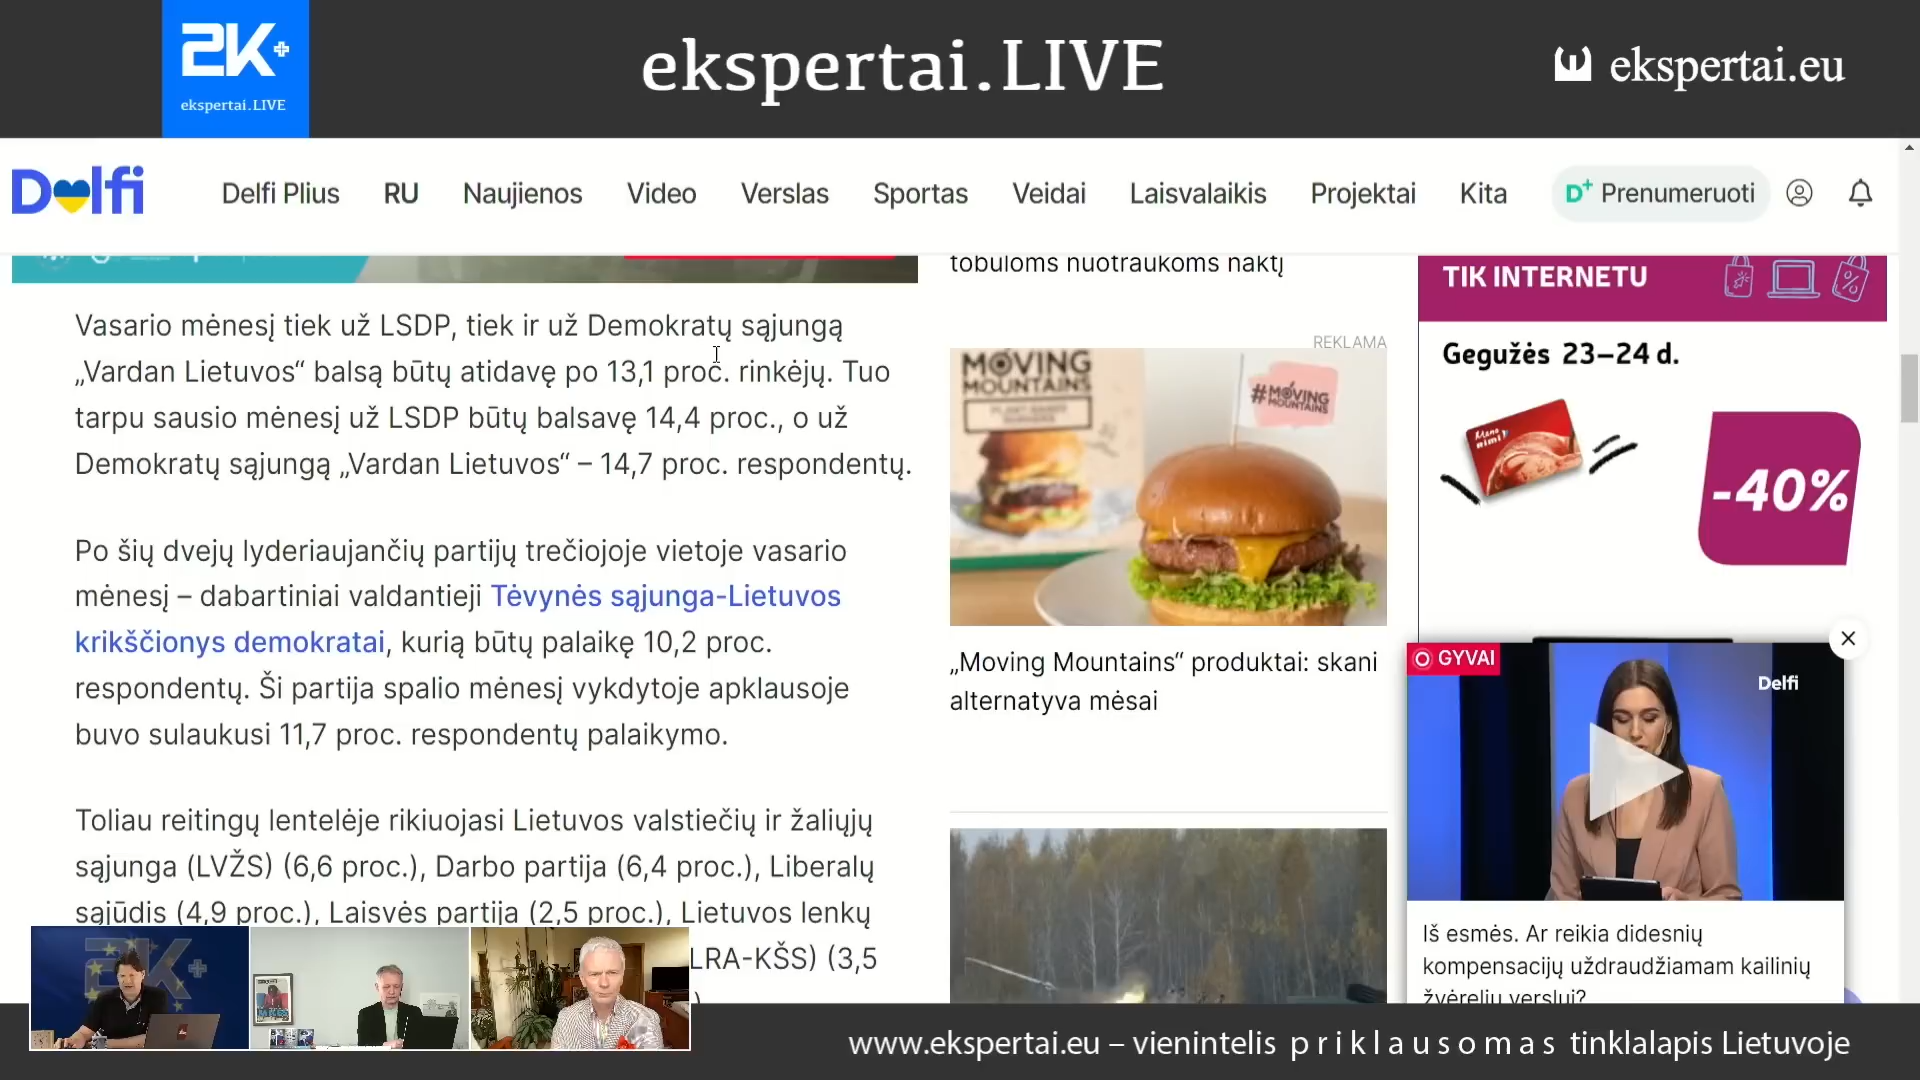 2K+
ekspertai.LIVE
ekspertai.LIVE
ekspertai.eu
Delfi
Delfi Plius
RU
Naujienos
Video
Verslas
Sportas
Veidai
Laisvalaikis
Projektai
Kita
D+ Prenumeruoti
Vasario mėnesį tiek už LSDP, tiek ir už Demokratų sąjungą
„Vardan Lietuvos“ balsą būtų atidavę po 13,1 proc. rinkėjų. Tuo
tarpu sausio mėnesį už LSDP būtų balsavę 14,4 proc., o už
Demokratų sąjungą „Vardan Lietuvos“ – 14,7 proc. respondentų.
Po šių dvejų lyderiaujančių partijų trečiojoje vietoje vasario
mėnesį – dabartiniai valdantieji Tėvynės sąjunga-Lietuvos
krikščionys demokratai, kurią būtų palaikę 10,2 proc.
respondentų. Ši partija spalio mėnesį vykdytoje apklausoje
buvo sulaukusi 11,7 proc. respondentų palaikymo.
Toliau reitingų lentelėje rikiuojasi Lietuvos valstiečių ir žaliųjų
sąjunga (LVŽS) (6,6 proc.), Darbo partija (6,4 proc.), Liberalų
sąjūdis (4,9 proc.), Laisvės partija (2,5 proc.), Lietuvos lenkų
LRA-KŠS) (3,5
tobuloms nuotraukoms naktį
REKLAMA
MOVING
MOUNTAINS
#MOVING
MOUNTAINS
„Moving Mountains“ produktai: skani
alternatyva mėsai
TIK INTERNETU
Gegužės 23–24 d.
-40%
GYVAI
Delfi
Iš esmės. Ar reikia didesnių
kompensacijų uždraudžiamam kailinių
žvėrelių verslui?
2K+
www.ekspertai.eu – vienintelis priklausomas tinklalapis Lietuvoje